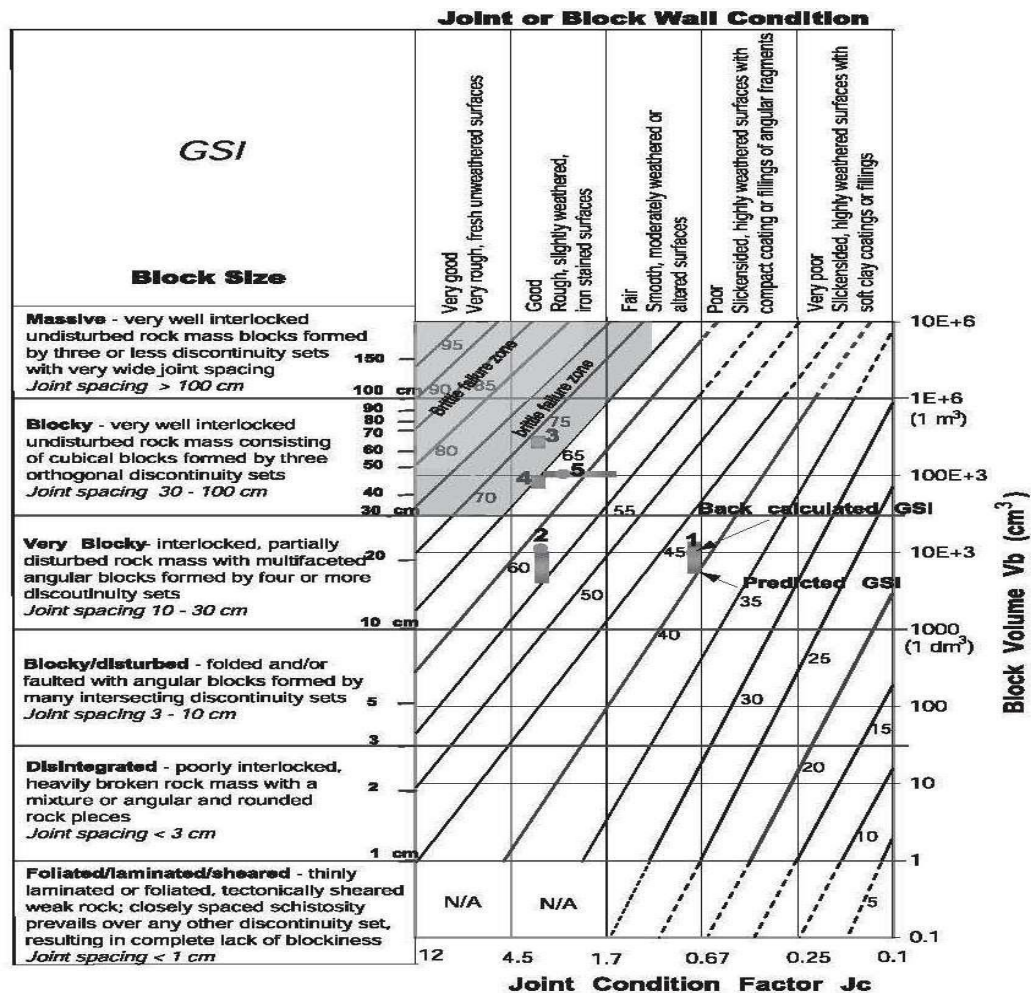 Joint or Block Wall Condition
GSI
Block Size
Very good
Very rough, fresh unweathered surfaces
Good
Rough, slightly weathered,
iron stained surfaces
Fair
Smooth, moderately weathered or
altered surfaces
Poor
Slickensided, highly weathered surfaces with
compact coating or fillings of angular fragments
Very poor
Slickensided, highly weathered surfaces with
soft clay coatings or fillings
Massive - very well interlocked
undisturbed rock mass blocks formed
by three or less discontinuity sets
with very wide joint spacing
Joint spacing > 100 cm
Blocky - very well interlocked
undisturbed rock mass consisting
of cubical blocks formed by three
orthogonal discontinuity sets
Joint spacing 30 - 100 cm
Very Blocky- interlocked, partially
disturbed rock mass with multifaceted
angular blocks formed by four or more
discoutinuity sets
Joint spacing 10 - 30 cm
Blocky/disturbed - folded and/or
faulted with angular blocks formed by
many intersecting discontinuity sets
Joint spacing 3 - 10 cm
Disintegrated - poorly interlocked,
heavily broken rock mass with a
mixture or angular and rounded
rock pieces
Joint spacing < 3 cm
Foliated/laminated/sheared - thinly
laminated or foliated, tectonically sheared
weak rock; closely spaced schistosity
prevails over any other discontinuity set,
resulting in complete lack of blockiness
Joint spacing < 1 cm
150
100 cm
90
80
70
60
50
40
30 cm
20
10 cm
5
3
2
1 cm
95
90
85
Brittle failure zone
brittle failure zone
80
75
3
65
4
5
70
55
Back calculated GSI
2
1
45
60
Predicted GSI
50
35
40
25
30
15
20
10
5
N/A
N/A
10E+6
1E+6
(1 m³)
100E+3
10E+3
1000
(1 dm³)
100
10
1
0.1
Block Volume Vb (cm³)
12
4.5
1.7
0.67
0.25
0.1
Joint Condition Factor Jc